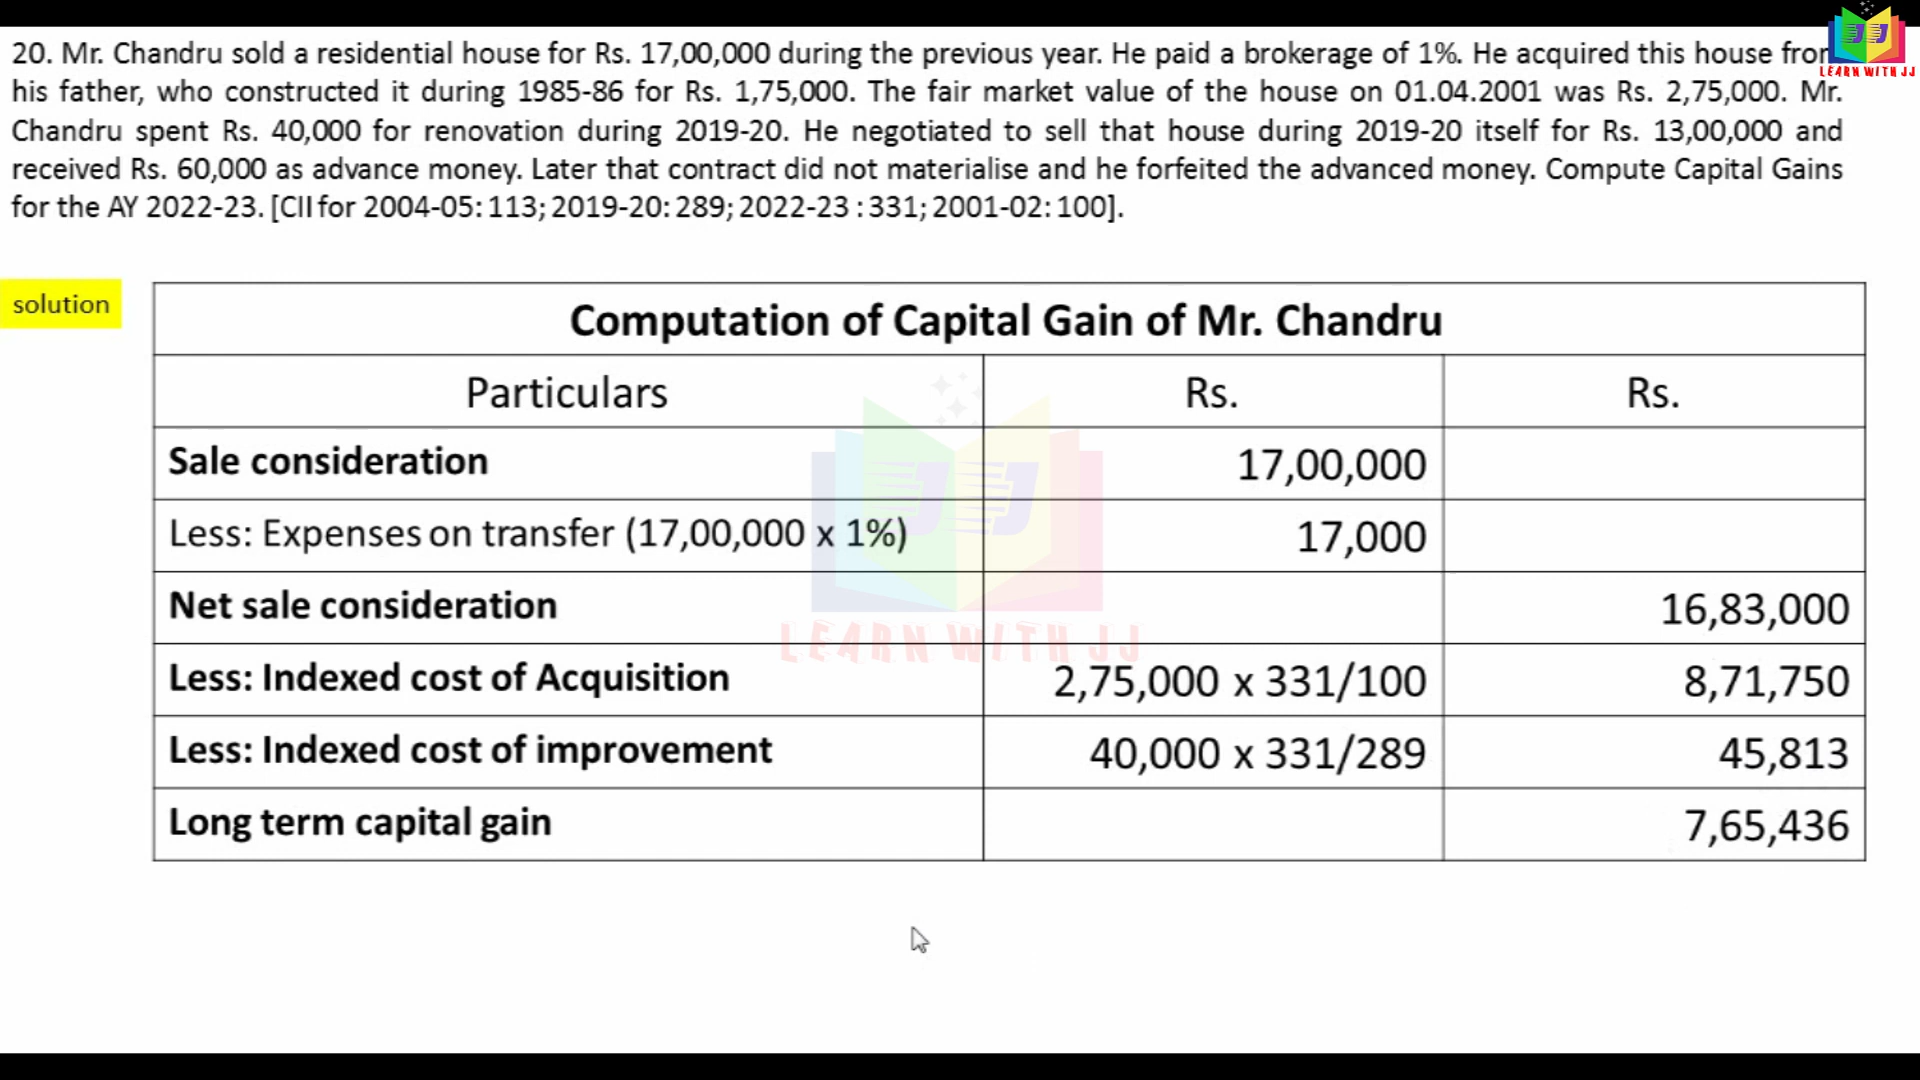 20. Mr. Chandru sold a residential house for Rs. 17,00,000 during the previous year. He paid a brokerage of 1%. He acquired this house from
his father, who constructed it during 1985-86 for Rs. 1,75,000. The fair market value of the house on 01.04.2001 was Rs. 2,75,000. Mr.
Chandru spent Rs. 40,000 for renovation during 2019-20. He negotiated to sell that house during 2019-20 itself for Rs. 13,00,000 and
received Rs. 60,000 as advance money. Later that contract did not materialise and he forfeited the advanced money. Compute Capital Gains
for the AY 2022-23. [CII for 2004-05: 113; 2019-20: 289; 2022-23 : 331; 2001-02: 100].
JJ
LEARN WITH JJ
solution
Computation of Capital Gain of Mr. Chandru
Particulars Rs. Rs.
Sale consideration 17,00,000
Less: Expenses on transfer (17,00,000 x 1%) 17,000
Net sale consideration 16,83,000
Less: Indexed cost of Acquisition 2,75,000 x 331/100 8,71,750
Less: Indexed cost of improvement 40,000 x 331/289 45,813
Long term capital gain 7,65,436
JJ
LEARN WITH JJ